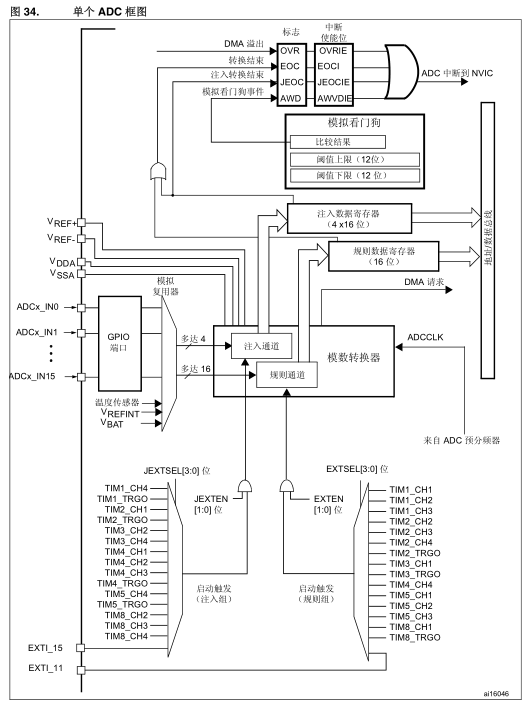 图 34. 单个 ADC 框图
标志
中断
使能位
DMA 溢出
转换结束
注入转换结束
模拟看门狗事件
OVR
EOC
JEOC
AWD
OVRIE
EOCI
JEOCIE
AWVDIE
ADC 中断到 NVIC
模拟看门狗
比较结果
阈值上限（12位）
阈值下限（12 位）
地址/数据总线
注入数据寄存器
（4 x16 位）
规则数据寄存器
（16 位）
VREF+
VREF-
VDDA
VSSA
模拟
复用器
DMA 请求
ADCx_IN0
ADCx_IN1
ADCx_IN15
GPIO
端口
多达 4
多达 16
注入通道
规则通道
模数转换器
ADCCLK
温度传感器
VREFINT
VBAT
来自 ADC 预分频器
JEXTSEL[3:0] 位
EXTSEL[3:0] 位
TIM1_CH4
TIM1_TRGO
TIM2_CH1
TIM2_TRGO
TIM3_CH2
TIM3_CH4
TIM4_CH1
TIM4_CH2
TIM4_CH3
TIM4_TRGO
TIM5_CH4
TIM5_TRGO
TIM8_CH2
TIM8_CH3
TIM8_CH4
JEXTEN
[1:0] 位
EXTEN
[1:0] 位
启动触发
（注入组）
启动触发
（规则组）
TIM1_CH1
TIM1_CH2
TIM1_CH3
TIM2_CH2
TIM2_CH3
TIM2_CH4
TIM2_TRGO
TIM3_CH1
TIM3_TRGO
TIM4_CH4
TIM5_CH1
TIM5_CH2
TIM5_CH3
TIM8_CH1
TIM8_TRGO
EXTI_15
EXTI_11
ai16046